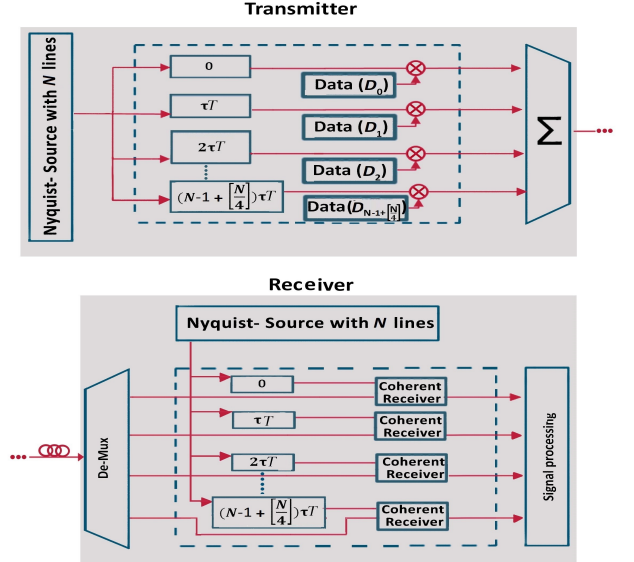 Transmitter
Nyquist- Source with N lines
0
Data (D₀)
τT
Data (D₁)
2τT
Data (D₂)
(N-1 + [N/4])τT
Data(D_N-1+[N/4])
Σ
Receiver
Nyquist- Source with N lines
De-Mux
0
Coherent
Receiver
τT
Coherent
Receiver
2τT
Coherent
Receiver
(N-1 + [N/4])τT
Coherent
Receiver
Signal processing